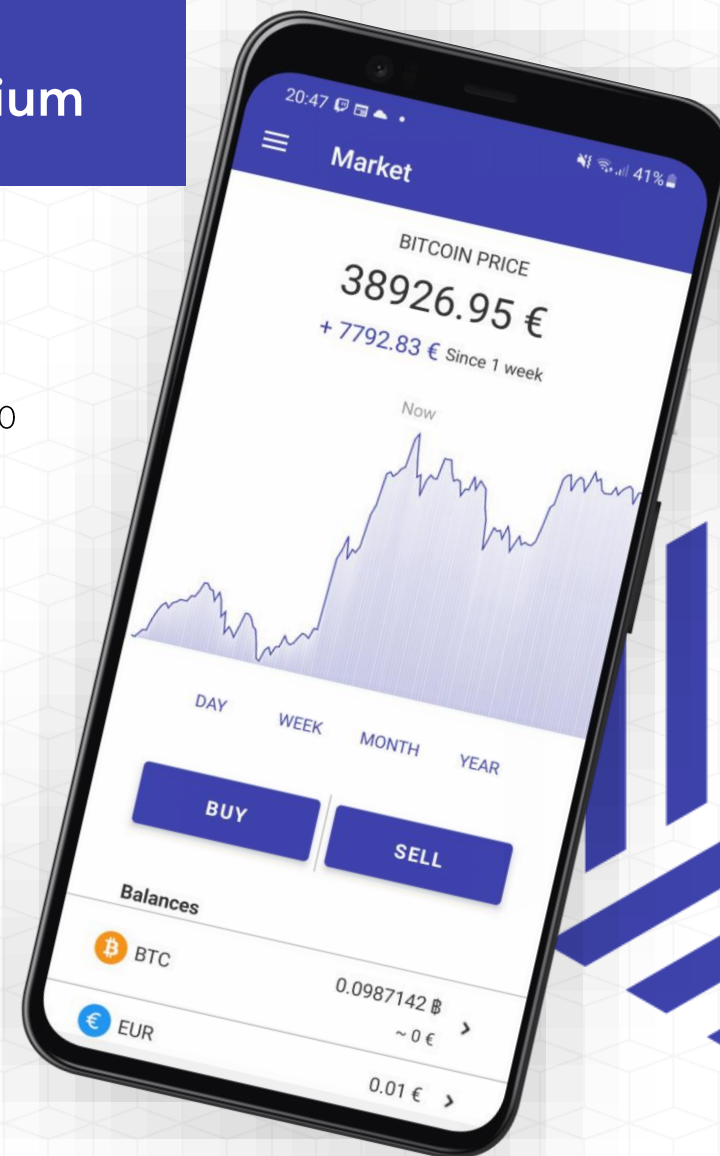 ium
0
20:47
41%
Market
BITCOIN PRICE
38926.95 €
+ 7792.83 € Since 1 week
Now
DAY WEEK MONTH YEAR
BUY SELL
Balances
BTC 0.0987142 ฿
~ 0 €
EUR 0.01 €